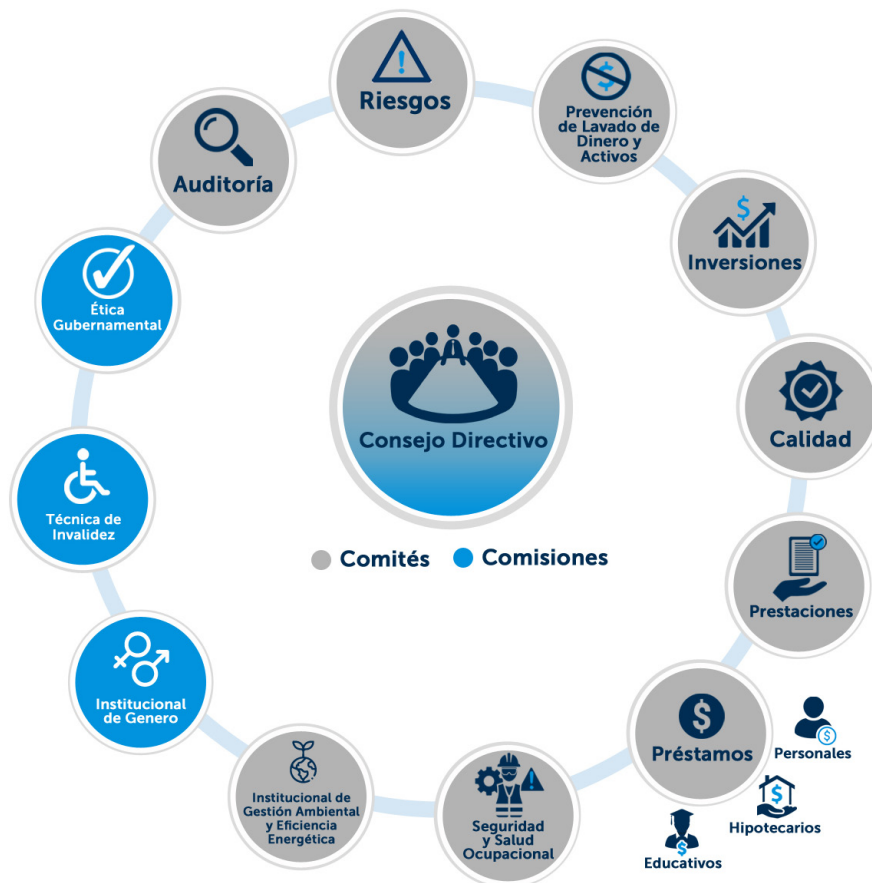 Riesgos
Prevención
de Lavado de
Dinero y
Activos
Auditoría
Inversiones
Ética
Gubernamental
Consejo Directivo
Calidad
Técnica de
Invalidez
Comités
Comisiones
Prestaciones
Institucional
de Genero
Préstamos
Personales
Hipotecarios
Educativos
Seguridad
y Salud
Ocupacional
Institucional de
Gestión Ambiental
y Eficiencia
Energética